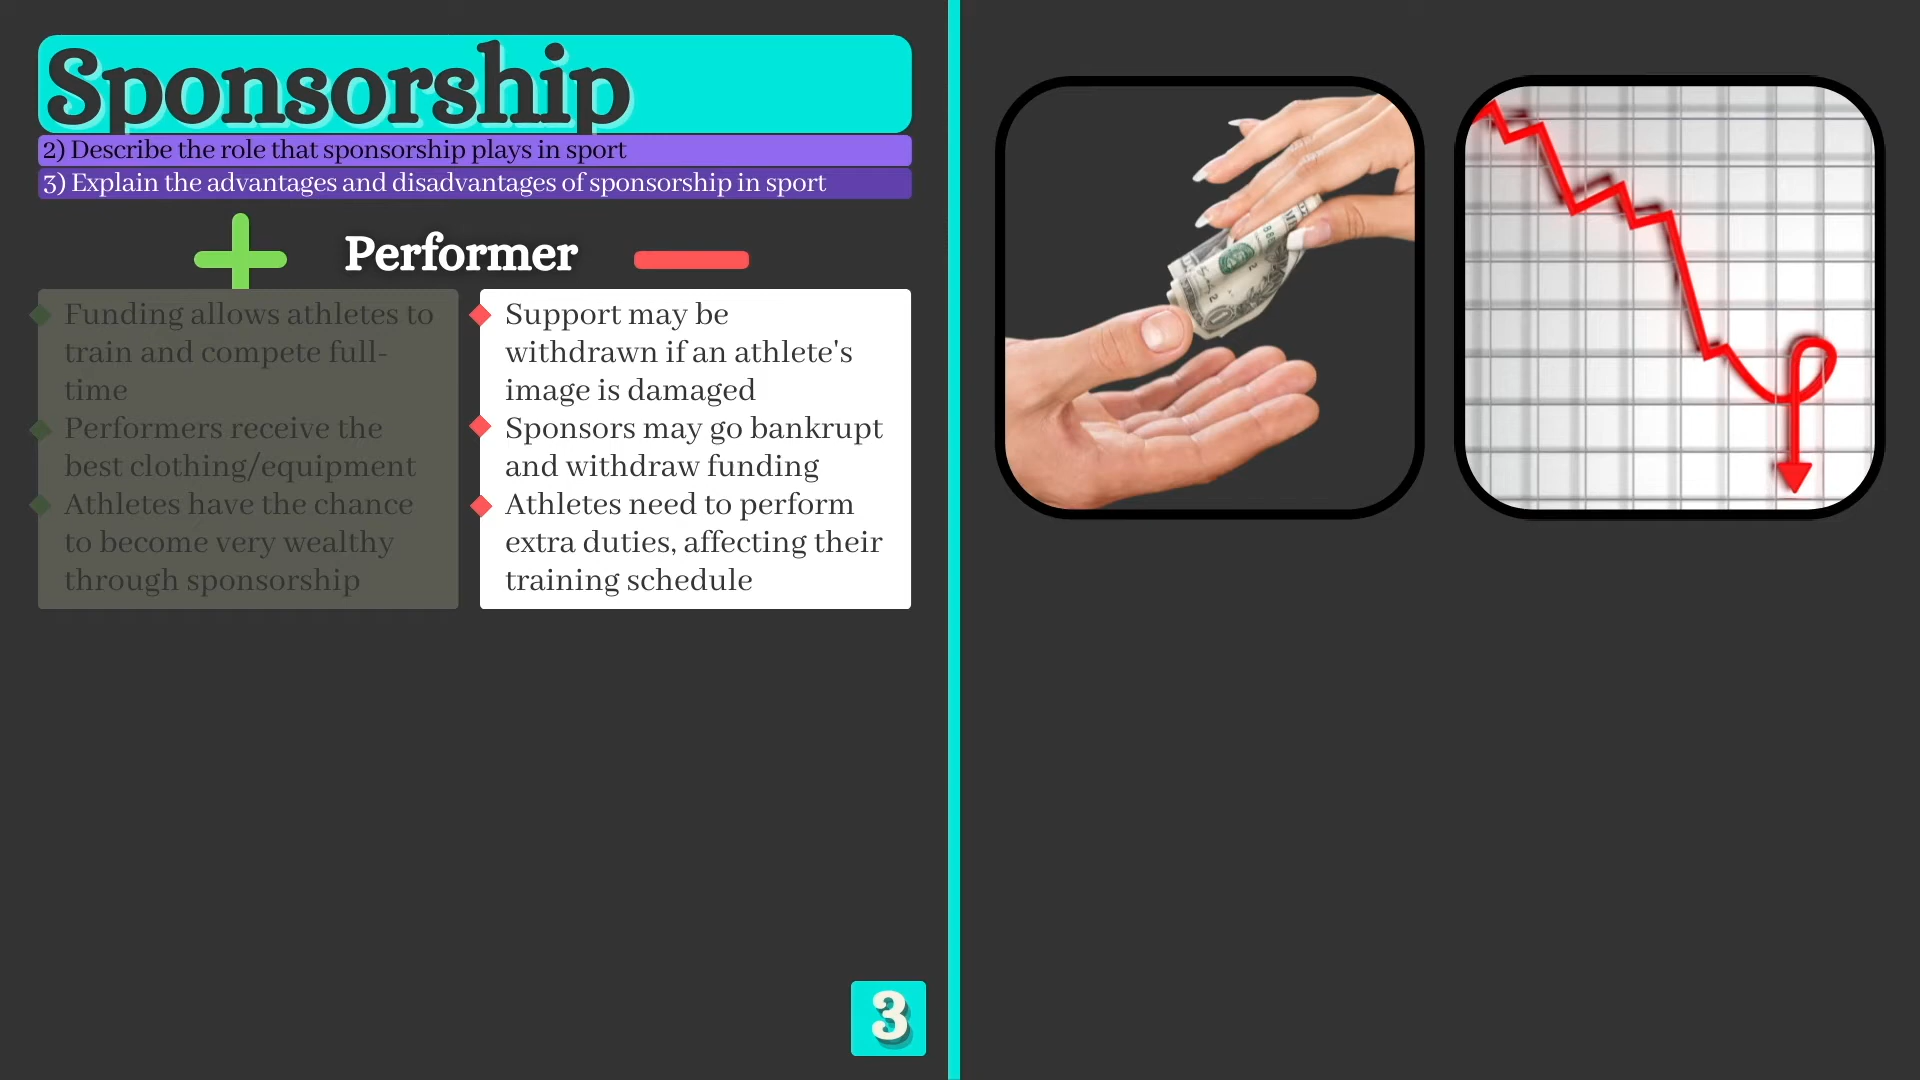 Sponsorship
2) Describe the role that sponsorship plays in sport
3) Explain the advantages and disadvantages of sponsorship in sport
Performer
Funding allows athletes to
train and compete full-
time
Performers receive the
best clothing/equipment
Athletes have the chance
to become very wealthy
through sponsorship
Support may be
withdrawn if an athlete's
image is damaged
Sponsors may go bankrupt
and withdraw funding
Athletes need to perform
extra duties, affecting their
training schedule
3